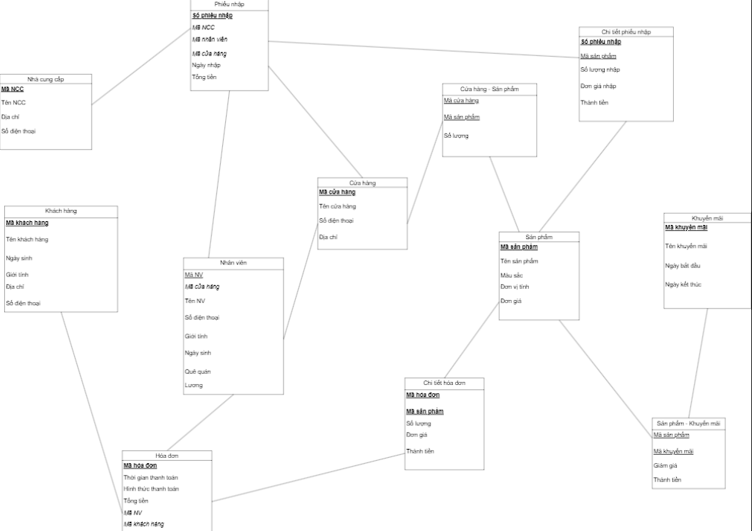 Phiếu nhập
Số phiếu nhập
Mã NCC
Mã nhân viên
Mã cửa hàng
Ngày nhập
Tổng tiền
Chi tiết phiếu nhập
Số phiếu nhập
Mã sản phẩm
Số lượng nhập
Đơn giá nhập
Thành tiền
Nhà cung cấp
Mã NCC
Tên NCC
Địa chỉ
Số điện thoại
Cửa hàng - Sản phẩm
Mã cửa hàng
Mã sản phẩm
Số lượng
Cửa hàng
Mã cửa hàng
Tên cửa hàng
Số điện thoại
Địa chỉ
Khách hàng
Mã khách hàng
Tên khách hàng
Ngày sinh
Giới tính
Địa chỉ
Số điện thoại
Khuyến mãi
Mã khuyến mãi
Tên khuyến mãi
Ngày bắt đầu
Ngày kết thúc
Sản phẩm
Mã sản phẩm
Tên sản phẩm
Màu sắc
Đơn vị tính
Đơn giá
Nhân viên
Mã NV
Mã cửa hàng
Tên NV
Số điện thoại
Giới tính
Ngày sinh
Quê quán
Lương
Chi tiết hóa đơn
Mã hóa đơn
Mã sản phẩm
Số lượng
Đơn giá
Thành tiền
Sản phẩm - Khuyến mãi
Mã sản phẩm
Mã khuyến mãi
Giảm giá
Thành tiền
Hóa đơn
Mã hóa đơn
Thời gian thanh toán
Hình thức thanh toán
Tổng tiền
Mã NV
Mã khách hàng